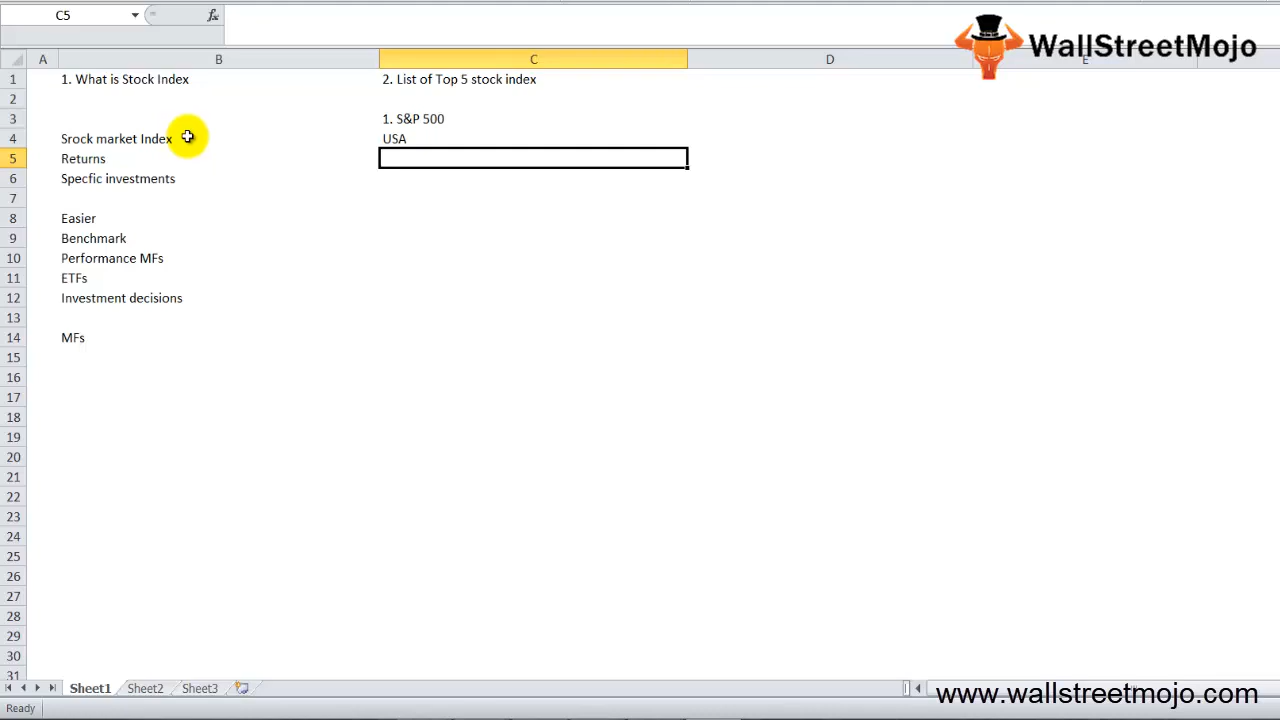 C5
fx
WallStreetMojo
A B C D E
1 1. What is Stock Index 2. List of Top 5 stock index
2
3 1. S&P 500
4 Srock market Index USA
5 Returns
6 Specfic investments
7
8 Easier
9 Benchmark
10 Performance MFs
11 ETFs
12 Investment decisions
13
14 MFs
15
16
17
18
19
20
21
22
23
24
25
26
27
28
29
30
31
Sheet1 Sheet2 Sheet3
www.wallstreetmojo.com
Ready